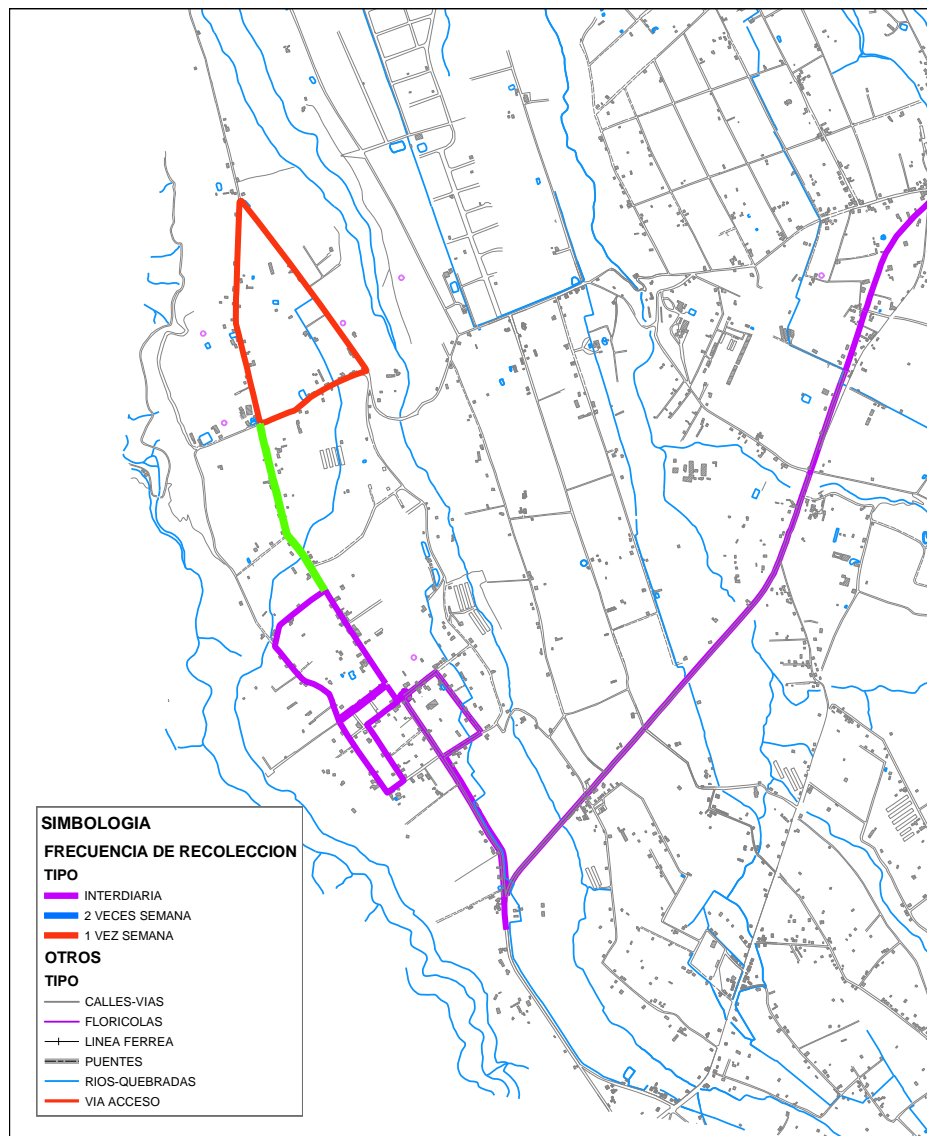 SIMBOLOGIA
FRECUENCIA DE RECOLECCION
TIPO
INTERDIARIA
2 VECES SEMANA
1 VEZ SEMANA
OTROS
TIPO
CALLES-VIAS
FLORICOLAS
LINEA FERREA
PUENTES
RIOS-QUEBRADAS
VIA ACCESO